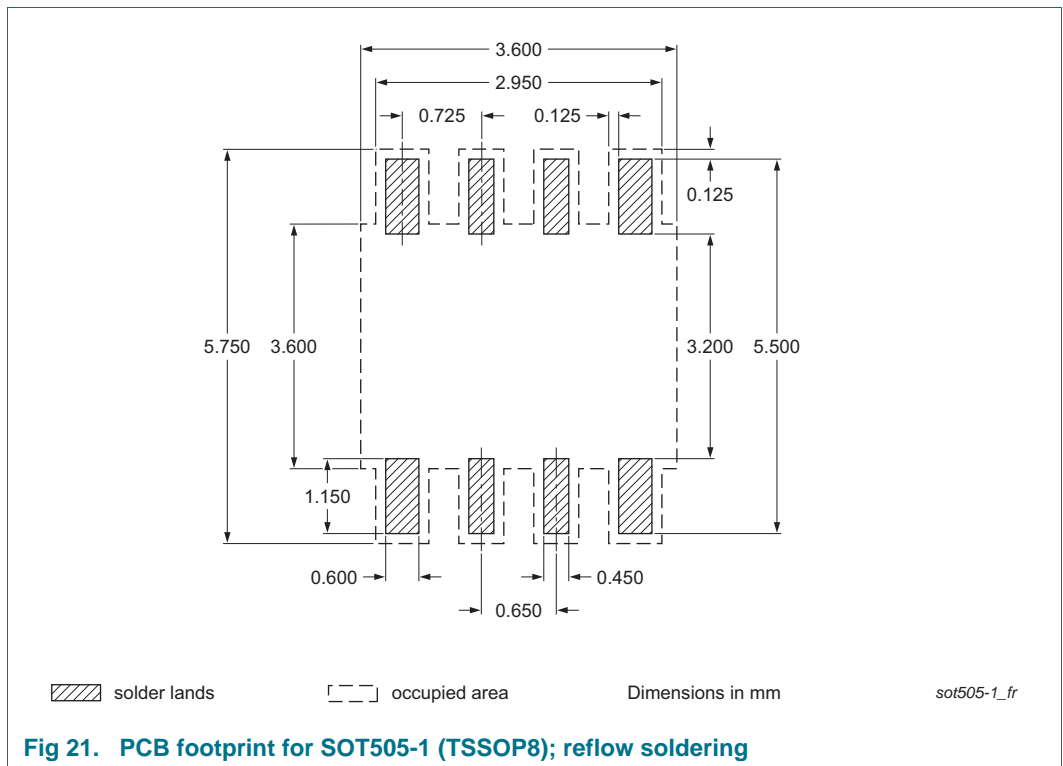 3.600
2.950
0.725 0.125
0.125
5.750 3.600 3.200 5.500
1.150
0.600 0.450
0.650
solder lands occupied area Dimensions in mm sot505-1_fr
Fig 21. PCB footprint for SOT505-1 (TSSOP8); reflow soldering